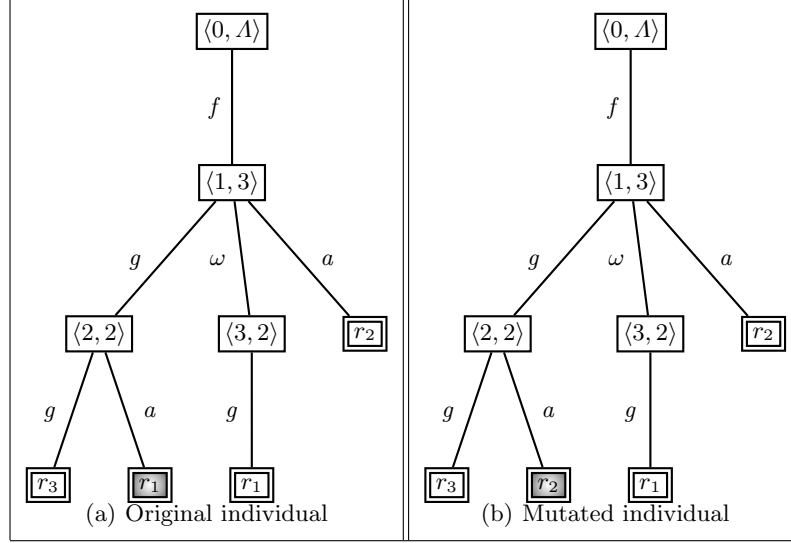 ⟨0, Λ⟩
f
⟨1, 3⟩
g ω a
⟨2, 2⟩ ⟨3, 2⟩ r₂
g a g
r₃ r₁ r₁
(a) Original individual
⟨0, Λ⟩
f
⟨1, 3⟩
g ω a
⟨2, 2⟩ ⟨3, 2⟩ r₂
g a g
r₃ r₂ r₁
(b) Mutated individual